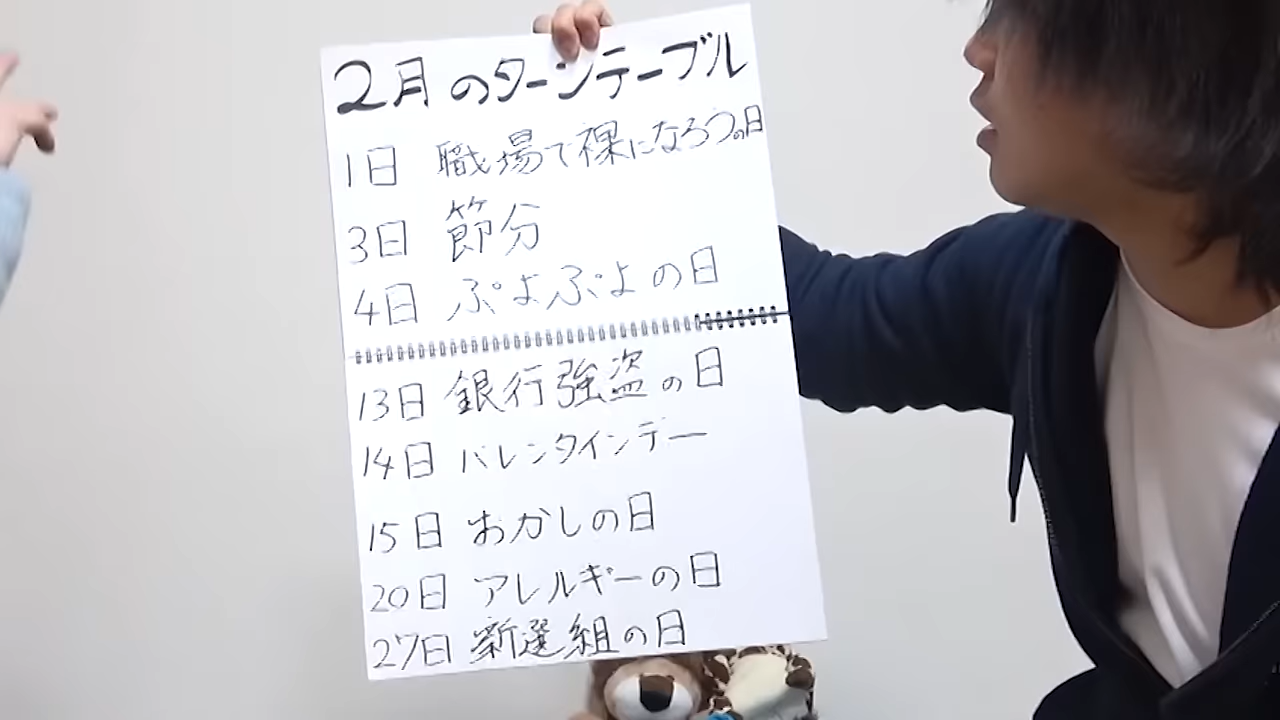 2月のターンテーブル
1日 職場で裸になろうの日
3日 節分
4日 ぷよぷよの日
13日 銀行強盗の日
14日 バレンタインデー
15日 おかしの日
20日 アレルギーの日
27日 新選組の日